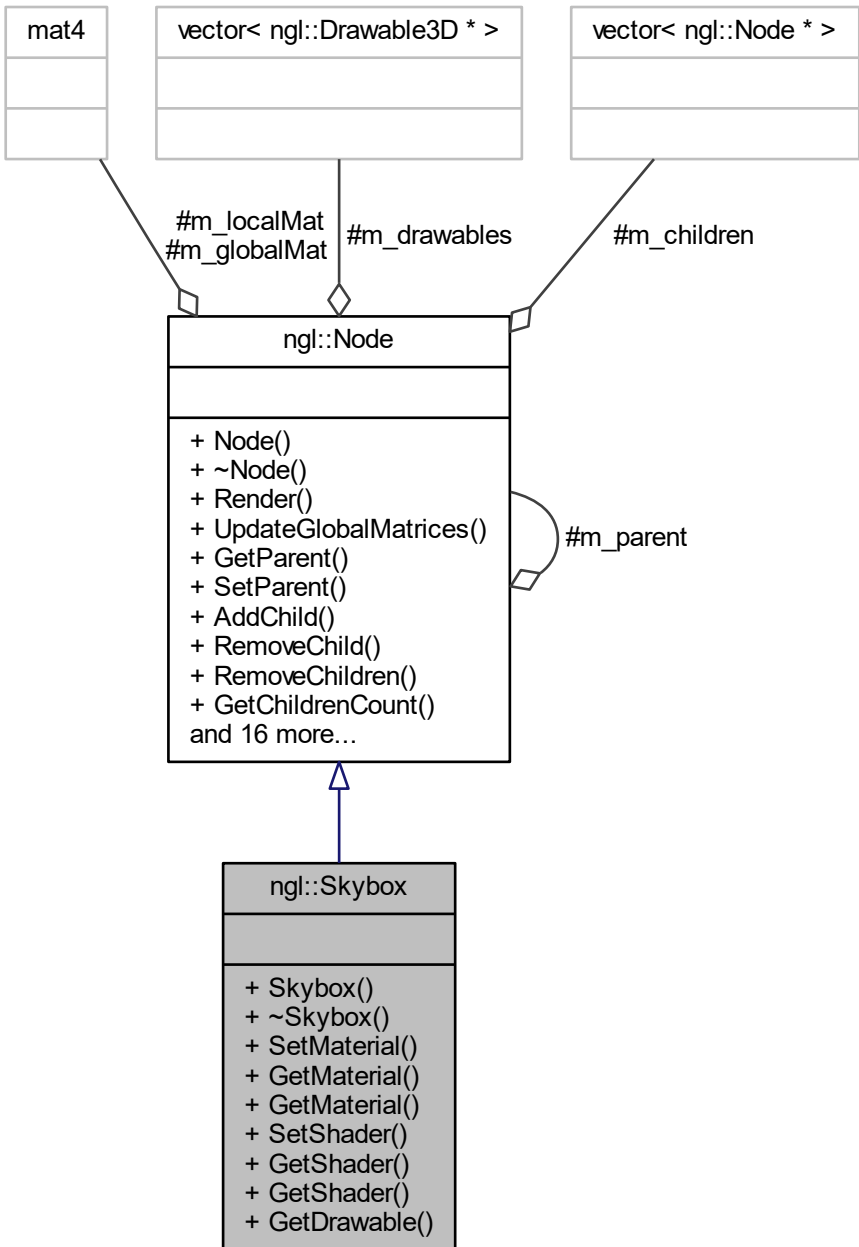 mat4
vector< ngl::Drawable3D * >
vector< ngl::Node * >
#m_localMat
#m_globalMat
#m_drawables
#m_children
ngl::Node
+ Node()
+ ~Node()
+ Render()
+ UpdateGlobalMatrices()
+ GetParent()
+ SetParent()
+ AddChild()
+ RemoveChild()
+ RemoveChildren()
+ GetChildrenCount()
and 16 more...
#m_parent
ngl::Skybox
+ Skybox()
+ ~Skybox()
+ SetMaterial()
+ GetMaterial()
+ GetMaterial()
+ SetShader()
+ GetShader()
+ GetShader()
+ GetDrawable()